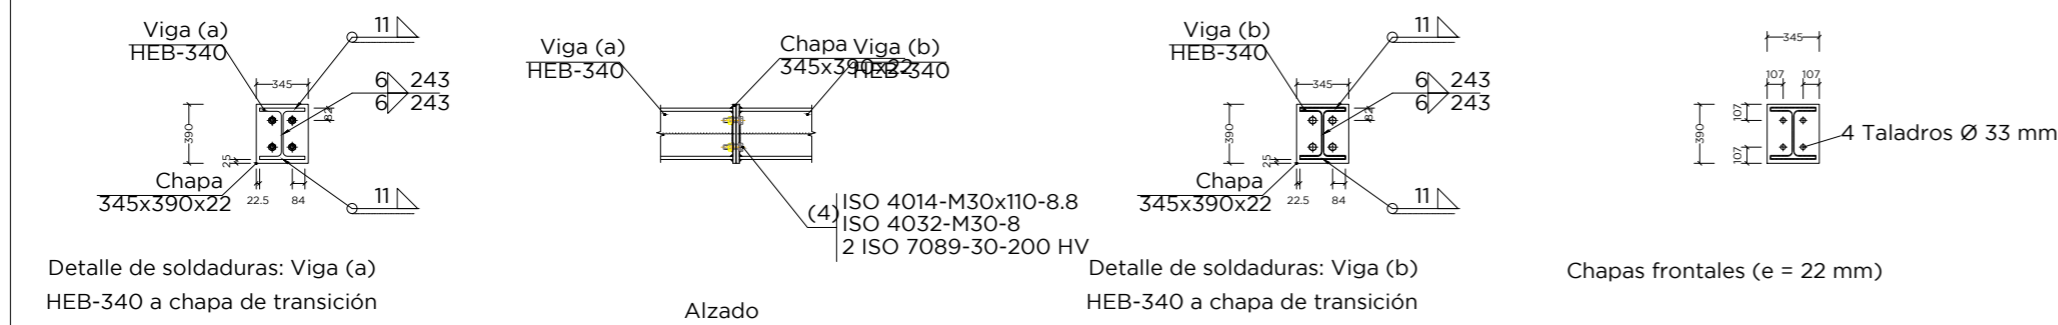 Viga (a)
HEB-340
11
345
6 243
6 243
82
390
25
Chapa
345x390x22
22.5
84
11
Detalle de soldaduras: Viga (a)
HEB-340 a chapa de transición
Viga (a)
HEB-340
Chapa
345x390x22
Viga (b)
HEB-340
(4)
ISO 4014-M30x110-8.8
ISO 4032-M30-8
2 ISO 7089-30-200 HV
Alzado
Viga (b)
HEB-340
11
345
6 243
6 243
82
390
25
Chapa
345x390x22
22.5
84
11
Detalle de soldaduras: Viga (b)
HEB-340 a chapa de transición
345
107
107
390
107
107
4 Taladros Ø 33 mm
Chapas frontales (e = 22 mm)